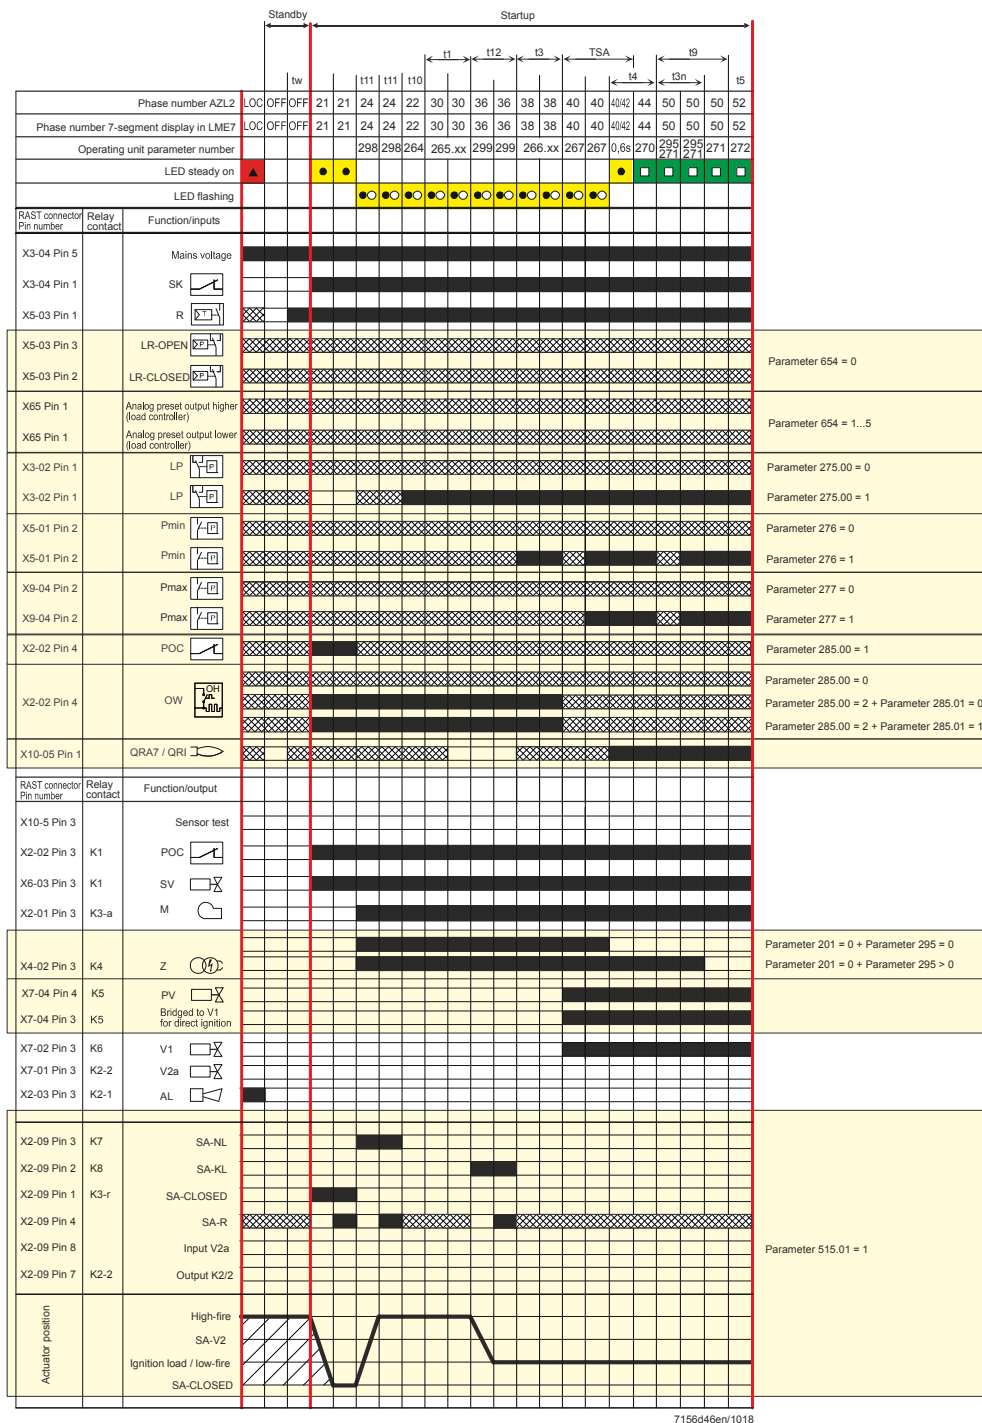 Standby Startup
t1 t12 t3 TSA t9
tw t11 t11 t10 t4 t3n t5
Phase number AZL2 LOC OFF OFF 21 21 24 24 22 30 30 36 36 38 38 40 40 40/42 44 50 50 50 52
Phase number 7-segment display in LME7 LOC OFF OFF 21 21 24 24 22 30 30 36 36 38 38 40 40 40/42 44 50 50 50 52
Operating unit parameter number 298 298 264 265.xx 299 299 266.xx 267 267 0,6s 270 295 271 295 271 271 272
LED steady on
LED flashing
RAST connector Pin number Relay contact Function/inputs
X3-04 Pin 5 Mains voltage
X3-04 Pin 1 SK
X5-03 Pin 1 R T
X5-03 Pin 3 LR-OPEN P
Parameter 654 = 0
X5-03 Pin 2 LR-CLOSED P
X65 Pin 1 Analog preset output higher (load controller)
Parameter 654 = 1...5
X65 Pin 1 Analog preset output lower (load controller)
X3-02 Pin 1 LP P Parameter 275.00 = 0
X3-02 Pin 1 LP P Parameter 275.00 = 1
X5-01 Pin 2 Pmin P Parameter 276 = 0
X5-01 Pin 2 Pmin P Parameter 276 = 1
X9-04 Pin 2 Pmax P Parameter 277 = 0
X9-04 Pin 2 Pmax P Parameter 277 = 1
X2-02 Pin 4 POC Parameter 285.00 = 1
Parameter 285.00 = 0
X2-02 Pin 4 OW OH Parameter 285.00 = 2 + Parameter 285.01 = 0
Parameter 285.00 = 2 + Parameter 285.01 = 1
X10-05 Pin 1 QRA7 / QRI
RAST connector Pin number Relay contact Function/output
X10-5 Pin 3 Sensor test
X2-02 Pin 3 K1 POC
X6-03 Pin 3 K1 SV
X2-01 Pin 3 K3-a M
Parameter 201 = 0 + Parameter 295 = 0
X4-02 Pin 3 K4 Z Parameter 201 = 0 + Parameter 295 > 0
X7-04 Pin 4 K5 PV
X7-04 Pin 3 K5 Bridged to V1 for direct ignition
X7-02 Pin 3 K6 V1
X7-01 Pin 3 K2-2 V2a
X2-03 Pin 3 K2-1 AL
X2-09 Pin 3 K7 SA-NL
X2-09 Pin 2 K8 SA-KL
X2-09 Pin 1 K3-r SA-CLOSED
X2-09 Pin 4 SA-R
X2-09 Pin 8 Input V2a Parameter 515.01 = 1
X2-09 Pin 7 K2-2 Output K2/2
Actuator position
High-fire
SA-V2
Ignition load / low-fire
SA-CLOSED
7156d46en/1018